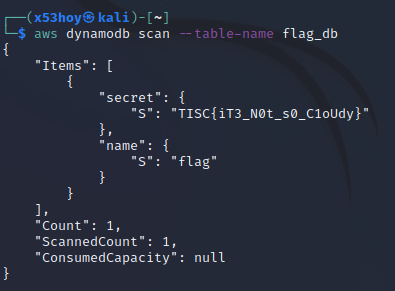 (x53hoy㉿kali)-[~]
$ aws dynamodb scan --table-name flag_db
{
    "Items": [
        {
            "secret": {
                "S": "TISC{iT3_N0t_s0_C1oUdy}"
            },
            "name": {
                "S": "flag"
            }
        }
    ],
    "Count": 1,
    "ScannedCount": 1,
    "ConsumedCapacity": null
}